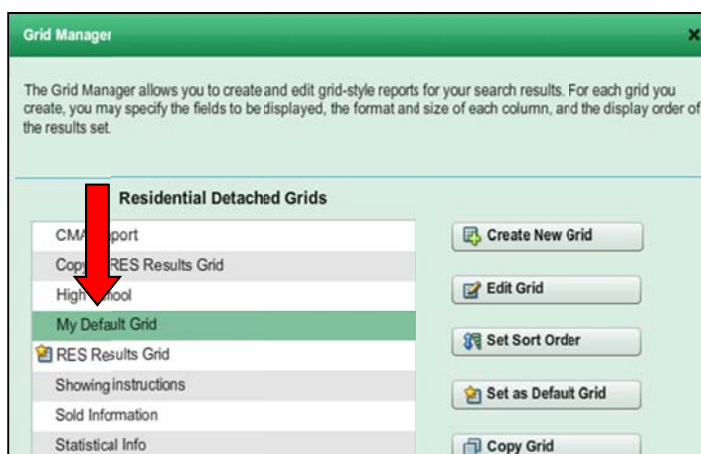 Grid Manager
The Grid Manager allows you to create and edit grid-style reports for your search results. For each grid you
create, you may specify the fields to be displayed, the format and size of each column, and the display order of
the results set.
Residential Detached Grids
CMA port
Copy RES Results Grid
High ool
My Default Grid
RES Results Grid
Showing instructions
Sold Information
Statistical Info
Create New Grid
Edit Grid
Set Sort Order
Set as Default Grid
Copy Grid